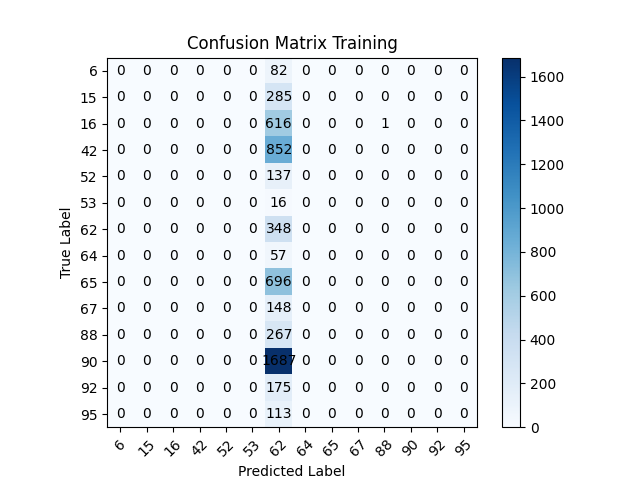 Confusion Matrix Training
6 0 0 0 0 0 0 82 0 0 0 0 0 0 0
15 0 0 0 0 0 0 285 0 0 0 0 0 0 0
16 0 0 0 0 0 0 616 0 0 0 1 0 0 0
42 0 0 0 0 0 0 852 0 0 0 0 0 0 0
52 0 0 0 0 0 0 137 0 0 0 0 0 0 0
53 0 0 0 0 0 0 16 0 0 0 0 0 0 0
62 0 0 0 0 0 0 348 0 0 0 0 0 0 0
64 0 0 0 0 0 0 57 0 0 0 0 0 0 0
65 0 0 0 0 0 0 696 0 0 0 0 0 0 0
67 0 0 0 0 0 0 148 0 0 0 0 0 0 0
88 0 0 0 0 0 0 267 0 0 0 0 0 0 0
90 0 0 0 0 0 0 1687 0 0 0 0 0 0 0
92 0 0 0 0 0 0 175 0 0 0 0 0 0 0
95 0 0 0 0 0 0 113 0 0 0 0 0 0 0
6 15 16 42 52 53 62 64 65 67 88 90 92 95
Predicted Label
True Label
1600
1400
1200
1000
800
600
400
200
0